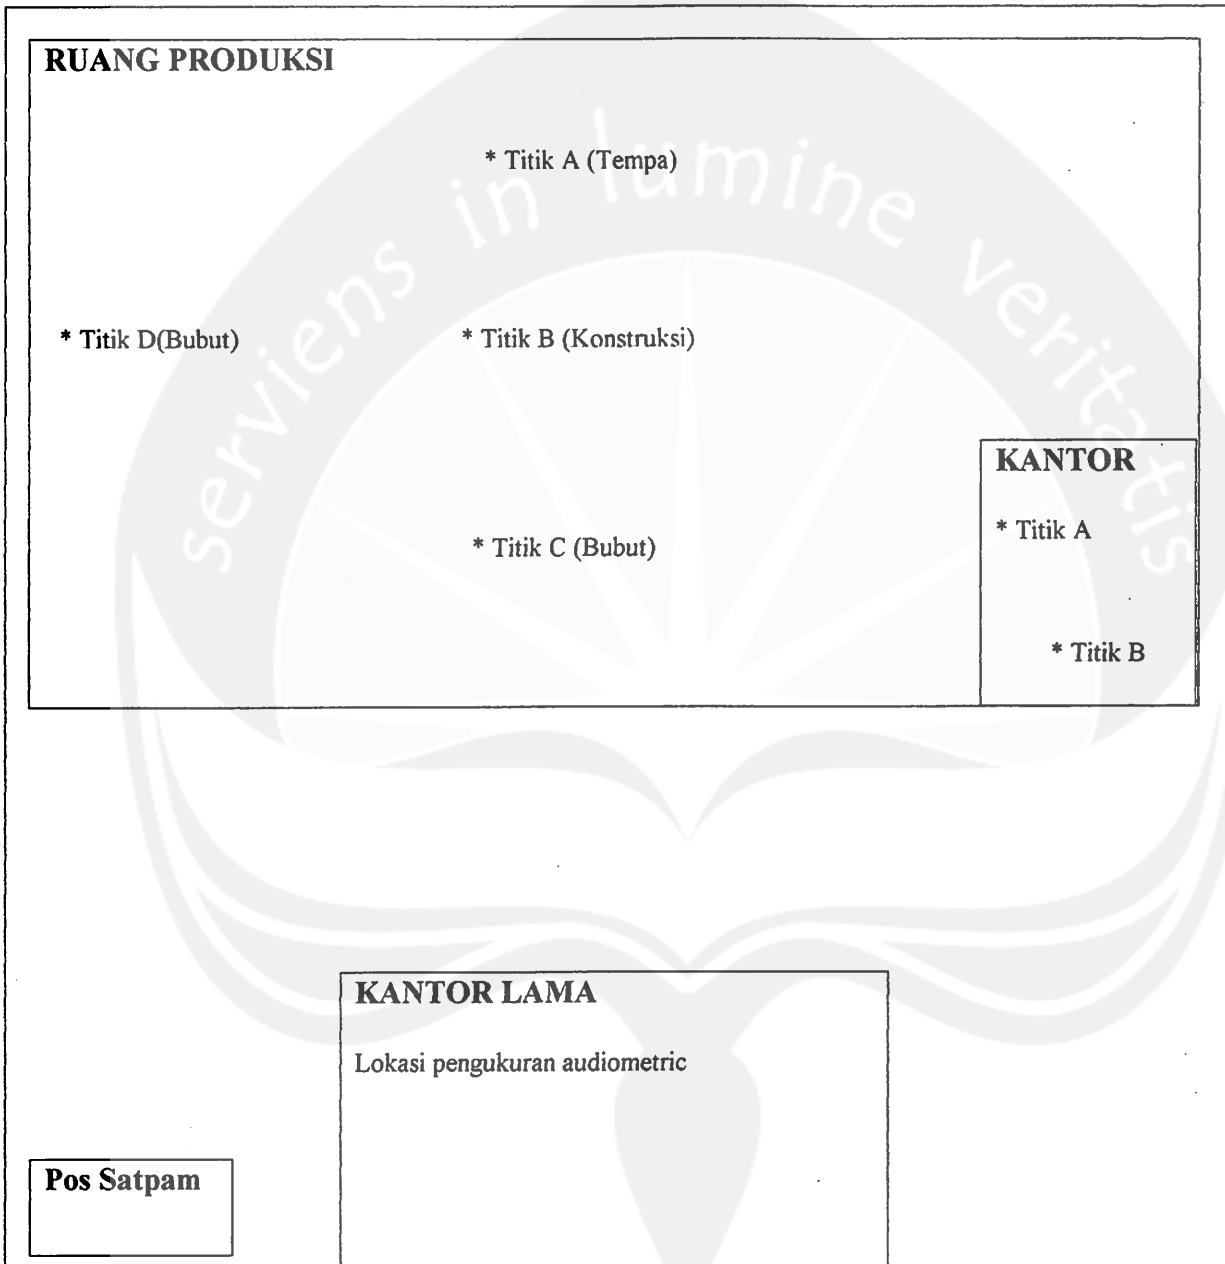 RUANG PRODUKSI
* Titik A (Tempa)
* Titik D(Bubut)
* Titik B (Konstruksi)
* Titik C (Bubut)
KANTOR
* Titik A
* Titik B
KANTOR LAMA
Lokasi pengukuran audiometric
Pos Satpam
serviens in lumine veritatis